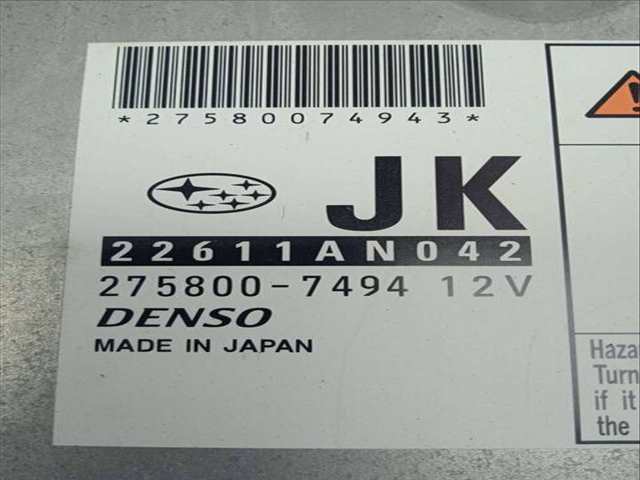 *27580074943*
JK
22611AN042
275800-7494 12V
DENSO
MADE IN JAPAN
Haza
Turn
if it
the